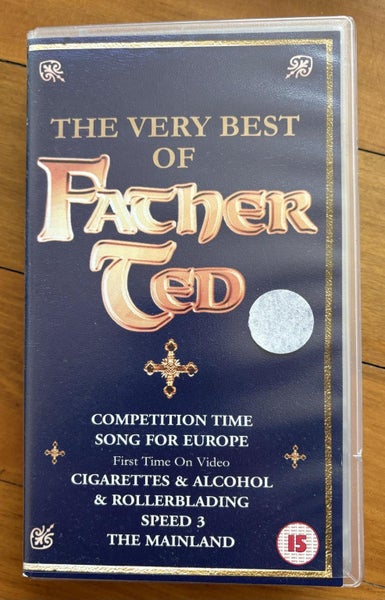 THE VERY BEST
OF
FATHER
TED
COMPETITION TIME
SONG FOR EUROPE
First Time On Video
CIGARETTES & ALCOHOL
& ROLLERBLADING
SPEED 3
THE MAINLAND
15